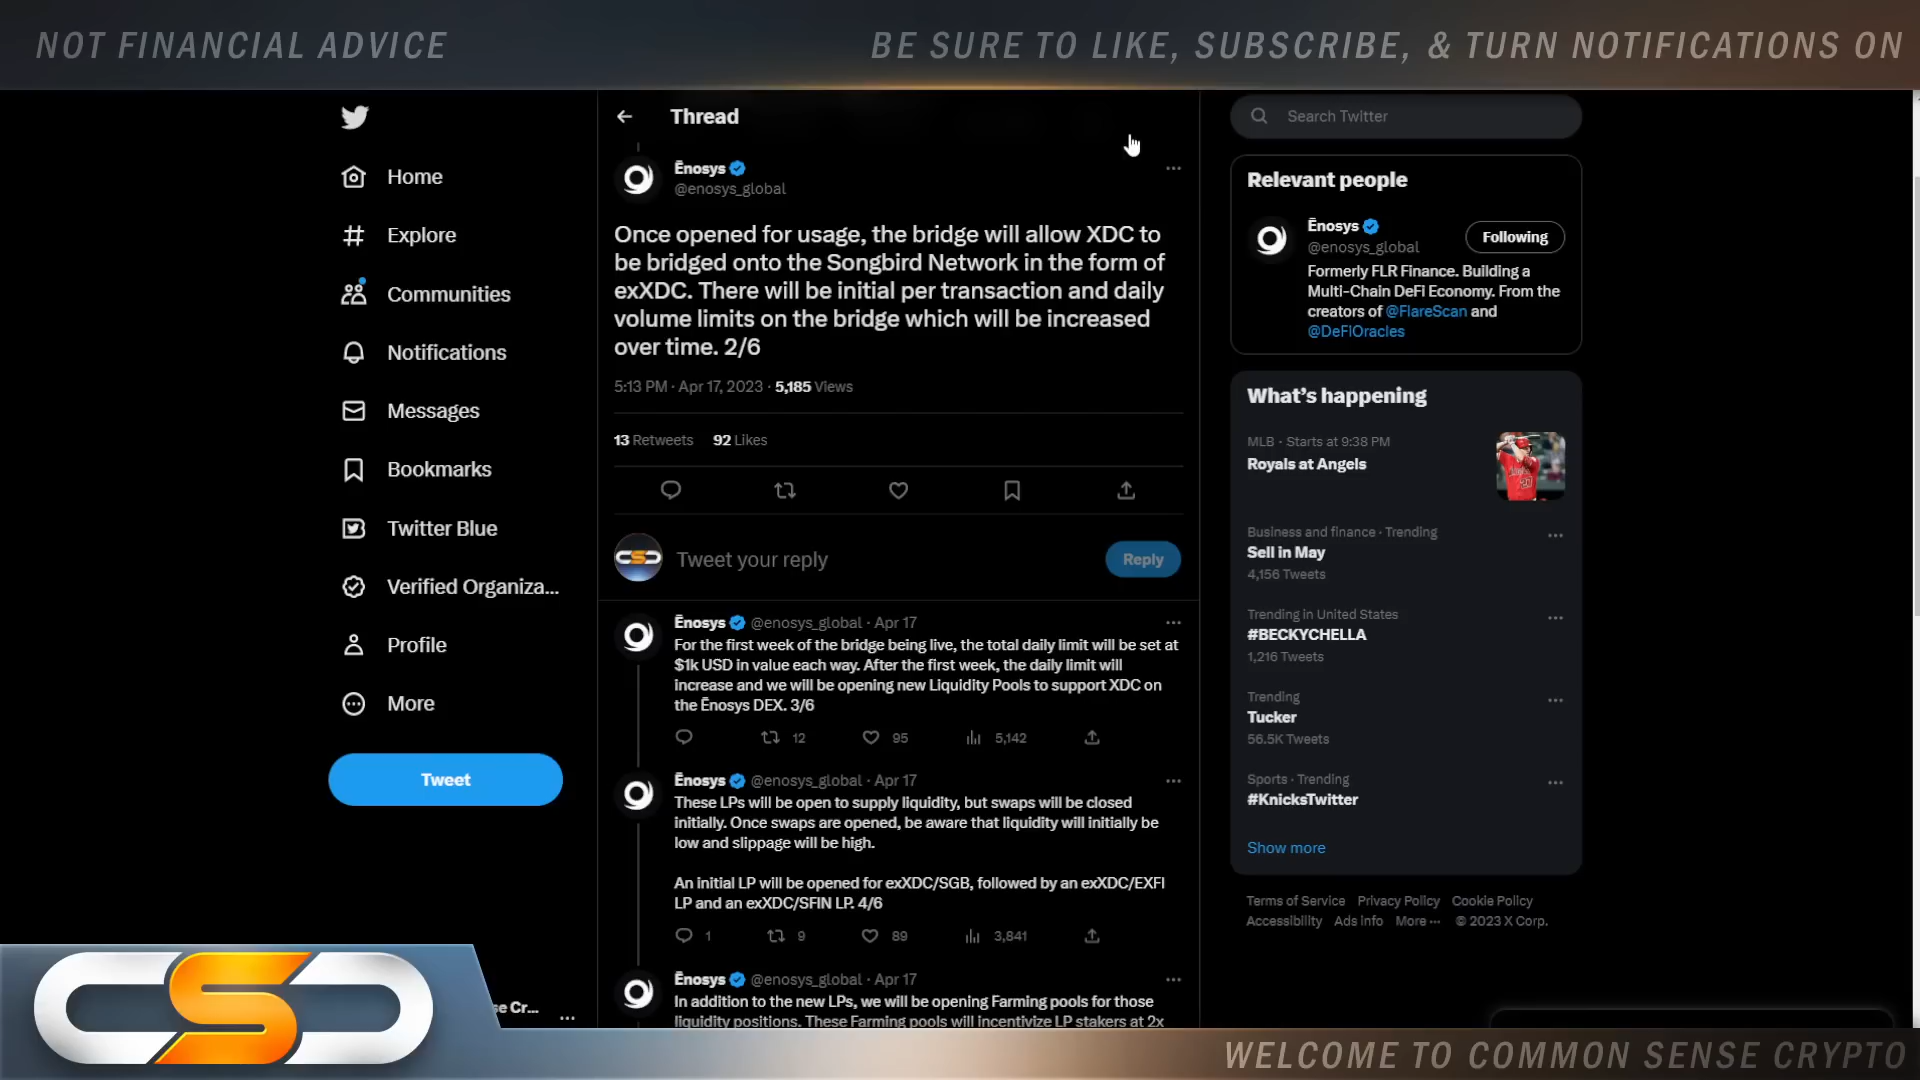 NOT FINANCIAL ADVICE
BE SURE TO LIKE, SUBSCRIBE, & TURN NOTIFICATIONS ON
Home
Explore
Communities
Notifications
Messages
Bookmarks
Twitter Blue
Verified Organiza...
Profile
More
Tweet
se Cr...
Thread
Ēnosys
@enosys_global
Once opened for usage, the bridge will allow XDC to
be bridged onto the Songbird Network in the form of
exXDC. There will be initial per transaction and daily
volume limits on the bridge which will be increased
over time. 2/6
5:13 PM · Apr 17, 2023 · 5,185 Views
13 Retweets 92 Likes
Tweet your reply
Reply
Ēnosys @enosys_global · Apr 17
For the first week of the bridge being live, the total daily limit will be set at
$1k USD in value each way. After the first week, the daily limit will
increase and we will be opening new Liquidity Pools to support XDC on
the Ēnosys DEX. 3/6
12 95 5,142
Ēnosys @enosys_global · Apr 17
These LPs will be open to supply liquidity, but swaps will be closed
initially. Once swaps are opened, be aware that liquidity will initially be
low and slippage will be high.
An initial LP will be opened for exXDC/SGB, followed by an exXDC/EXFI
LP and an exXDC/SFIN LP. 4/6
1 9 89 3,841
Ēnosys @enosys_global · Apr 17
In addition to the new LPs, we will be opening Farming pools for those
liquidity positions. These Farming pools will incentivize LP stakers at 2x
Search Twitter
Relevant people
Ēnosys
@enosys_global
Following
Formerly FLR Finance. Building a
Multi-Chain DeFi Economy. From the
creators of @FlareScan and
@DeFiOracles
What's happening
MLB · Starts at 9:38 PM
Royals at Angels
Business and finance · Trending
Sell in May
4,156 Tweets
Trending in United States
#BECKYCHELLA
1,216 Tweets
Trending
Tucker
56.5K Tweets
Sports · Trending
#KnicksTwitter
Show more
Terms of Service Privacy Policy Cookie Policy
Accessibility Ads info More ··· © 2023 X Corp.
CSC
WELCOME TO COMMON SENSE CRYPTO